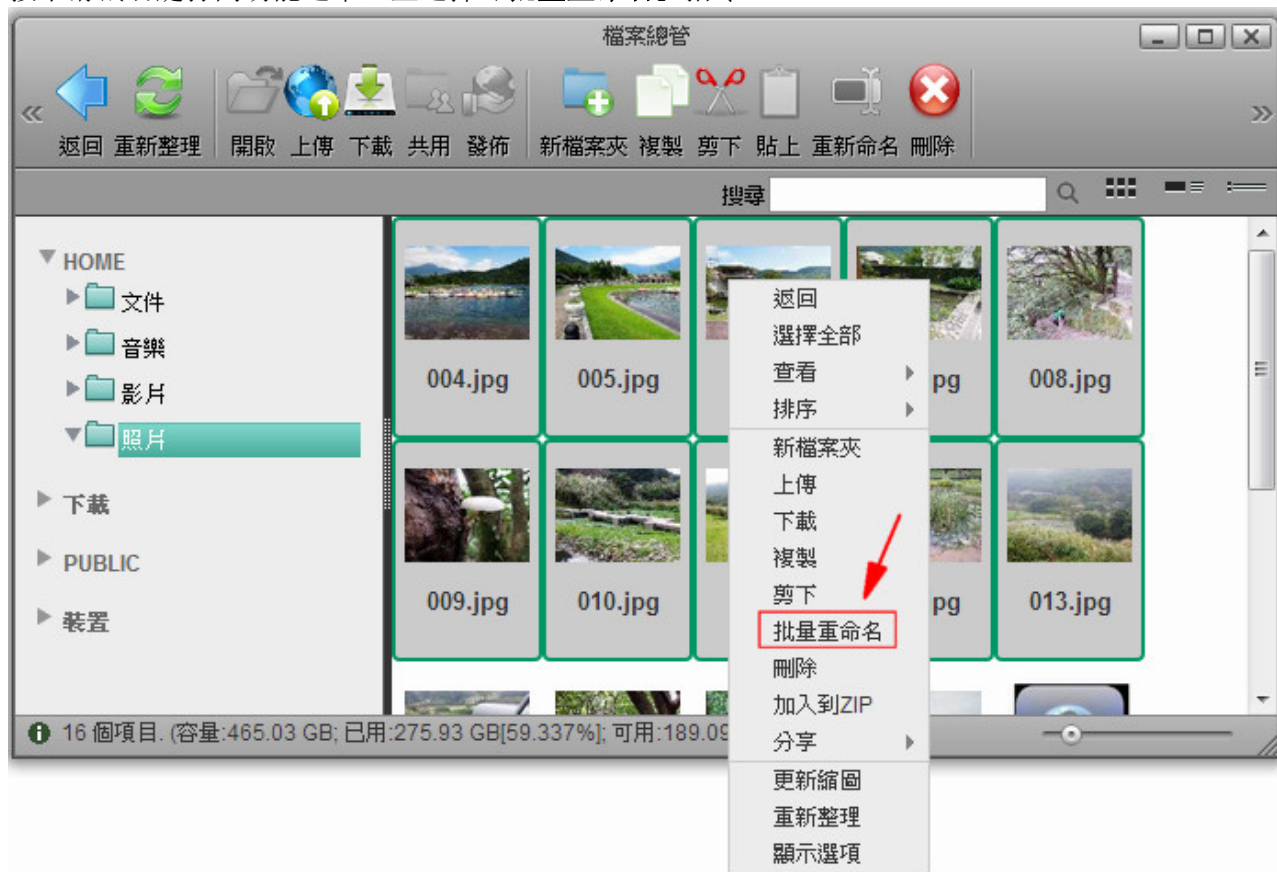 檔案總管
返回 重新整理 開啟 上傳 下載 共用 發佈 新檔案夾 複製 剪下 貼上 重新命名 刪除
搜尋
HOME
文件
音樂
影片
照片
下載
PUBLIC
裝置
004.jpg 005.jpg pg 008.jpg
009.jpg 010.jpg pg 013.jpg
返回
選擇全部
查看
排序
新檔案夾
上傳
下載
複製
剪下
批量重命名
刪除
加入到ZIP
分享
更新縮圖
重新整理
顯示選項
16 個項目. (容量:465.03 GB; 已用:275.93 GB[59.337%]; 可用:189.09